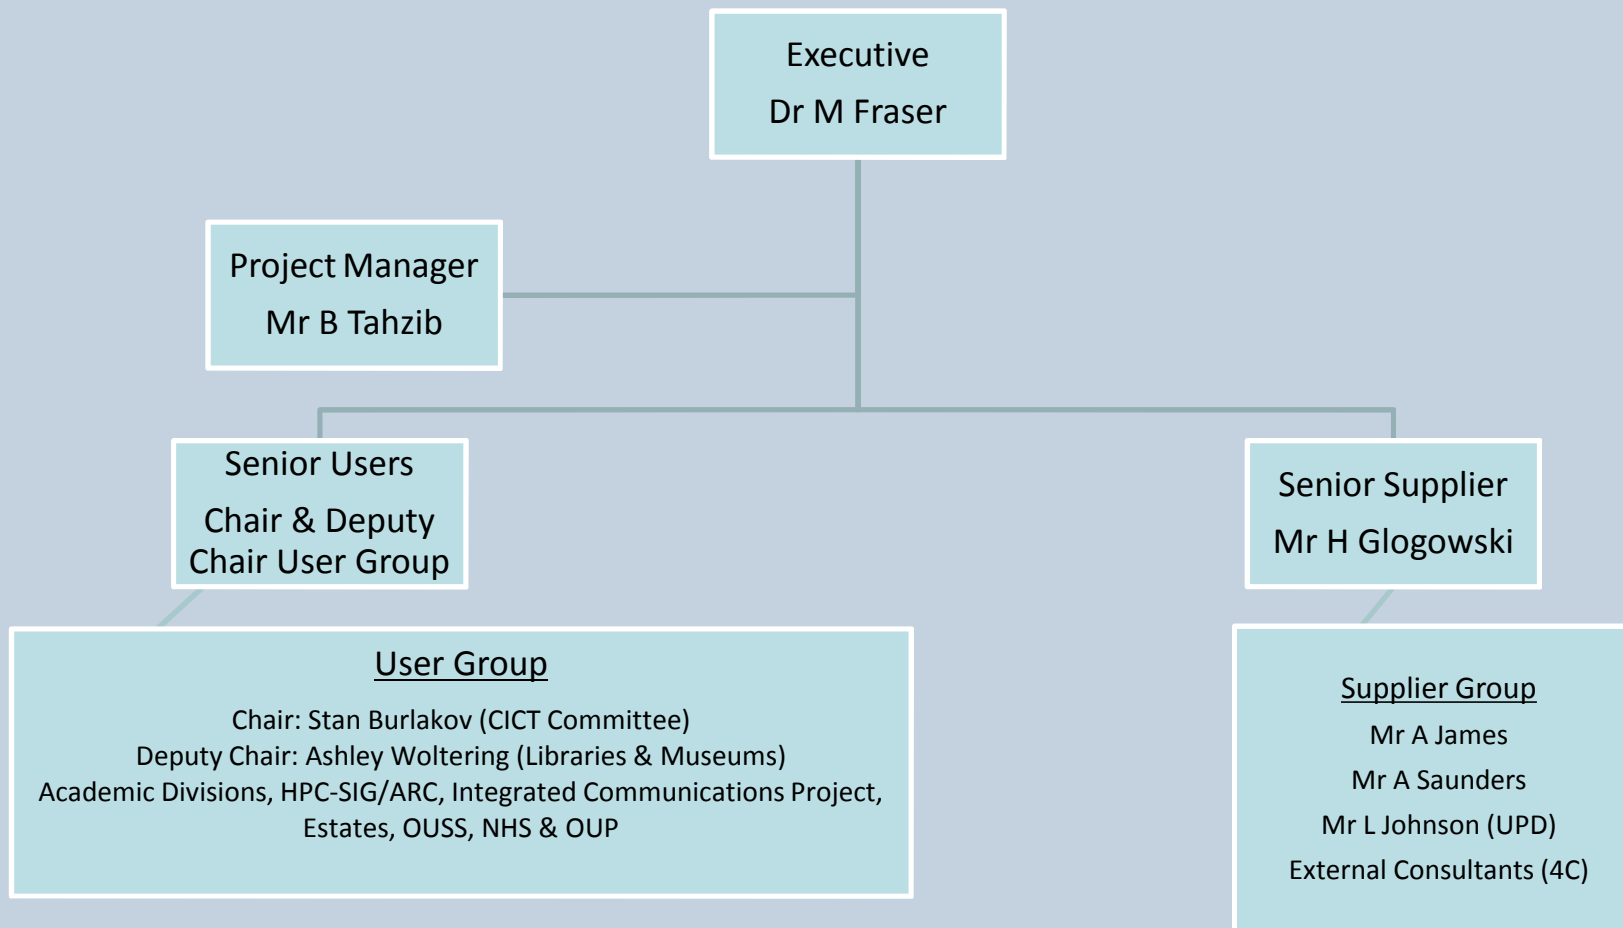 Executive
Dr M Fraser
Project Manager
Mr B Tahzib
Senior Users
Chair & Deputy
Chair User Group
Senior Supplier
Mr H Glogowski
User Group
Chair: Stan Burlakov (CICT Committee)
Deputy Chair: Ashley Woltering (Libraries & Museums)
Academic Divisions, HPC-SIG/ARC, Integrated Communications Project,
Estates, OUSS, NHS & OUP
Supplier Group
Mr A James
Mr A Saunders
Mr L Johnson (UPD)
External Consultants (4C)